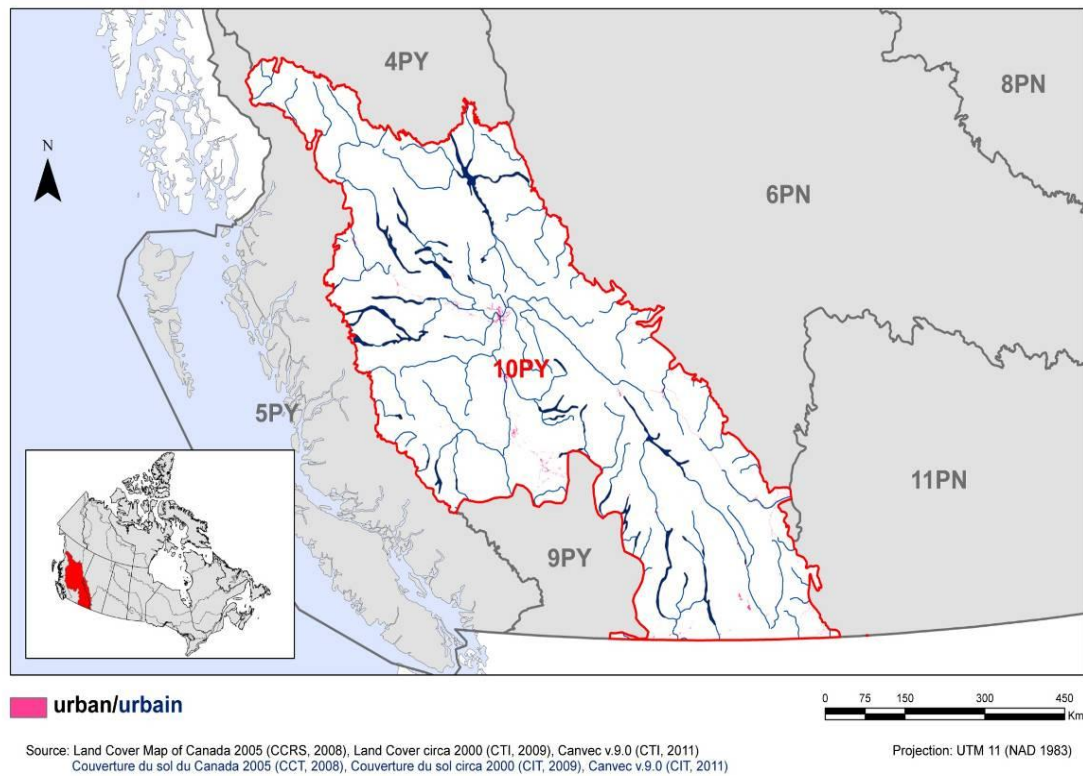 4PY
8PN
N
6PN
10PY
5PY
11PN
9PY
urban/urbain
0 75 150 300 450
Km
Source: Land Cover Map of Canada 2005 (CCRS, 2008), Land Cover circa 2000 (CTI, 2009), Canvec v.9.0 (CTI, 2011)
Projection: UTM 11 (NAD 1983)
Couverture du sol du Canada 2005 (CCT, 2008), Couverture du sol circa 2000 (CIT, 2009), Canvec v.9.0 (CIT, 2011)